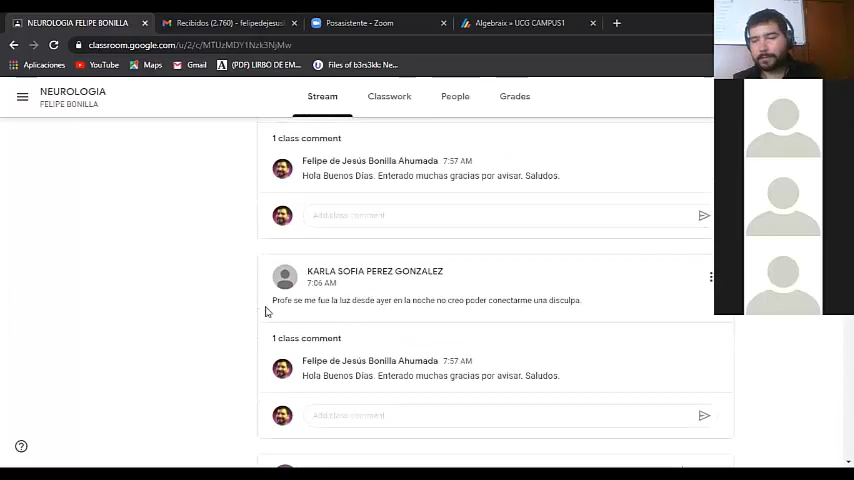 NEUROLOGIA FELIPE BONILLA
Recibidos (2,760) - felipedejesus
Posasistente - Zoom
Algebraix » UCG CAMPUS1
classroom.google.com/u/2/c/MTUzMDY1Nzk3NjMw
Aplicaciones YouTube Maps Gmail (PDF) LIRBO DE EM... Files of b3rs3kk: Ne...
NEUROLOGIA
FELIPE BONILLA
Stream Classwork People Grades
1 class comment
Felipe de Jesús Bonilla Ahumada 7:57 AM
Hola Buenos Días. Enterado muchas gracias por avisar. Saludos.
Add class comment
KARLA SOFIA PEREZ GONZALEZ
7:06 AM
Profe se me fue la luz desde ayer en la noche no creo poder conectarme una disculpa.
1 class comment
Felipe de Jesús Bonilla Ahumada 7:57 AM
Hola Buenos Días. Enterado muchas gracias por avisar. Saludos.
Add class comment